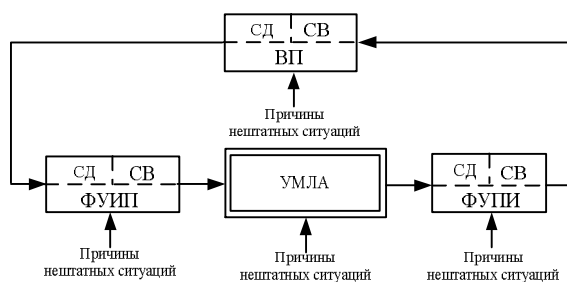 СД СВ
ВП
Причины
нештатных ситуаций
СД СВ
ФУИП
УМЛА
СД СВ
ФУПИ
Причины
нештатных ситуаций
Причины
нештатных ситуаций
Причины
нештатных ситуаций